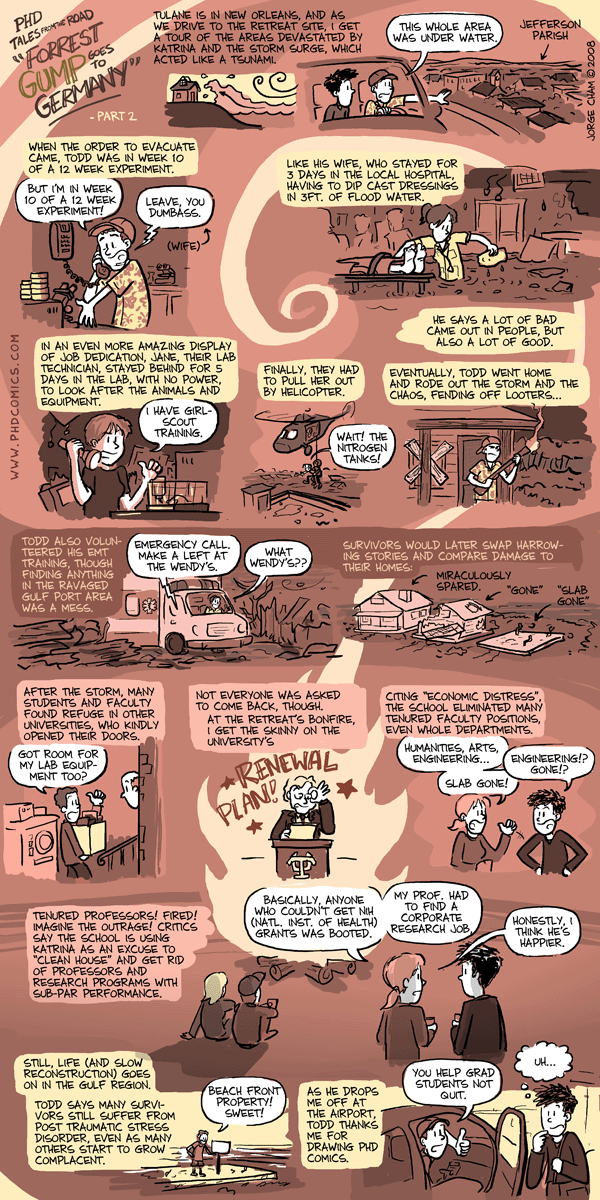 PHD
TALES FROM THE ROAD
"FORREST
GUMP GOES
TO
GERMANY"
- PART 2
TULANE IS IN NEW ORLEANS, AND AS
WE DRIVE TO THE RETREAT SITE, I GET
A TOUR OF THE AREAS DEVASTATED BY
KATRINA AND THE STORM SURGE, WHICH
ACTED LIKE A TSUNAMI.
THIS WHOLE AREA
WAS UNDER WATER.
JEFFERSON
PARISH
JORGE CHAM © 2008
WHEN THE ORDER TO EVACUATE
CAME, TODD WAS IN WEEK 10
OF A 12 WEEK EXPERIMENT.
BUT I'M IN WEEK
10 OF A 12 WEEK
EXPERIMENT!
LEAVE, YOU
DUMBASS.
(WIFE)
LIKE HIS WIFE, WHO STAYED FOR
3 DAYS IN THE LOCAL HOSPITAL,
HAVING TO DIP CAST DRESSINGS
IN 3FT. OF FLOOD WATER.
HE SAYS A LOT OF BAD
CAME OUT IN PEOPLE, BUT
ALSO A LOT OF GOOD.
WWW.PHDCOMICS.COM
IN AN EVEN MORE AMAZING DISPLAY
OF JOB DEDICATION, JANE, THEIR LAB
TECHNICIAN, STAYED BEHIND FOR 5
DAYS IN THE LAB, WITH NO POWER,
TO LOOK AFTER THE ANIMALS AND
EQUIPMENT.
I HAVE GIRL-
SCOUT
TRAINING.
FINALLY, THEY HAD
TO PULL HER OUT
BY HELICOPTER.
WAIT! THE
NITROGEN
TANKS!
EVENTUALLY, TODD WENT HOME
AND RODE OUT THE STORM AND THE
CHAOS, FENDING OFF LOOTERS...
TODD ALSO VOLUN-
TEERED HIS EMT
TRAINING, THOUGH
FINDING ANYTHING
IN THE RAVAGED
GULF PORT AREA
WAS A MESS.
EMERGENCY CALL.
MAKE A LEFT AT
THE WENDY'S.
WHAT
WENDY'S??
SURVIVORS WOULD LATER SWAP HARROW-
ING STORIES AND COMPARE DAMAGE TO
THEIR HOMES:
MIRACULOUSLY
SPARED.
"GONE"
"SLAB
GONE"
AFTER THE STORM, MANY
STUDENTS AND FACULTY
FOUND REFUGE IN OTHER
UNIVERSITIES, WHO KINDLY
OPENED THEIR DOORS.
GOT ROOM FOR
MY LAB EQUIP-
MENT TOO?
NOT EVERYONE WAS ASKED
TO COME BACK, THOUGH.
AT THE RETREAT'S BONFIRE,
I GET THE SKINNY ON THE
UNIVERSITY'S
RENEWAL
PLAN!
CITING "ECONOMIC DISTRESS",
THE SCHOOL ELIMINATED MANY
TENURED FACULTY POSITIONS,
EVEN WHOLE DEPARTMENTS.
HUMANITIES, ARTS,
ENGINEERING...
SLAB GONE!
ENGINEERING?
GONE!?
TENURED PROFESSORS! FIRED!
IMAGINE THE OUTRAGE! CRITICS
SAY THE SCHOOL IS USING
KATRINA AS AN EXCUSE TO
"CLEAN HOUSE" AND GET RID
OF PROFESSORS AND
RESEARCH PROGRAMS WITH
SUB-PAR PERFORMANCE.
BASICALLY, ANYONE
WHO COULDN'T GET NIH
(NATL. INST. OF HEALTH)
GRANTS WAS BOOTED.
MY PROF. HAD
TO FIND A
CORPORATE
RESEARCH JOB.
HONESTLY, I
THINK HE'S
HAPPIER.
STILL, LIFE (AND SLOW
RECONSTRUCTION) GOES
ON IN THE GULF REGION.
TODD SAYS MANY SURVI-
VORS STILL SUFFER FROM
POST TRAUMATIC STRESS
DISORDER, EVEN AS MANY
OTHERS START TO GROW
COMPLACENT.
BEACH FRONT
PROPERTY!
SWEET!
AS HE DROPS
ME OFF AT
THE AIRPORT,
TODD THANKS
ME FOR
DRAWING PHD
COMICS.
YOU HELP GRAD
STUDENTS NOT
QUIT.
UH...